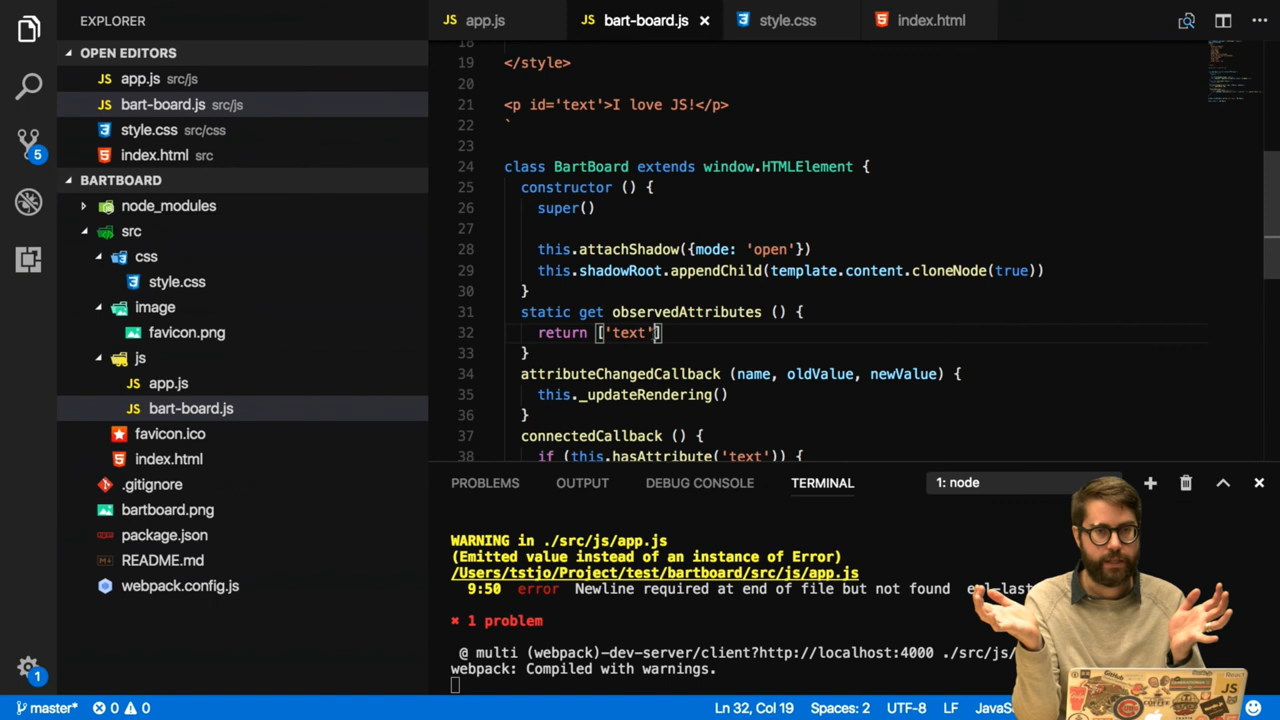 EXPLORER
OPEN EDITORS
JS app.js src/js
JS bart-board.js src/js
style.css src/css
index.html src
BARTBOARD
node_modules
src
css
style.css
image
favicon.png
js
JS app.js
JS bart-board.js
favicon.ico
index.html
.gitignore
bartboard.png
package.json
README.md
webpack.config.js
5
1
JS app.js
JS bart-board.js ×
style.css
index.html
18
19 </style>
20
21 <p id='text'>I love JS!</p>
22 `
23
24 class BartBoard extends window.HTMLElement {
25 constructor () {
26 super()
27
28 this.attachShadow({mode: 'open'})
29 this.shadowRoot.appendChild(template.content.cloneNode(true))
30 }
31 static get observedAttributes () {
32 return ['text']
33 }
34 attributeChangedCallback (name, oldValue, newValue) {
35 this._updateRendering()
36 }
37 connectedCallback () {
38 if (this.hasAttribute('text')) {
PROBLEMS OUTPUT DEBUG CONSOLE TERMINAL 1: node
WARNING in ./src/js/app.js
(Emitted value instead of an instance of Error)
/Users/tstjo/Project/test/bartboard/src/js/app.js
9:50 error Newline required at end of file but not found
✖ 1 problem
@ multi (webpack)-dev-server/client?http://localhost:4000 ./src/js/
webpack: Compiled with warnings.
master* 0 0 Ln 32, Col 19 Spaces: 2 UTF-8 LF
GitHub
COFFEE
React
JS